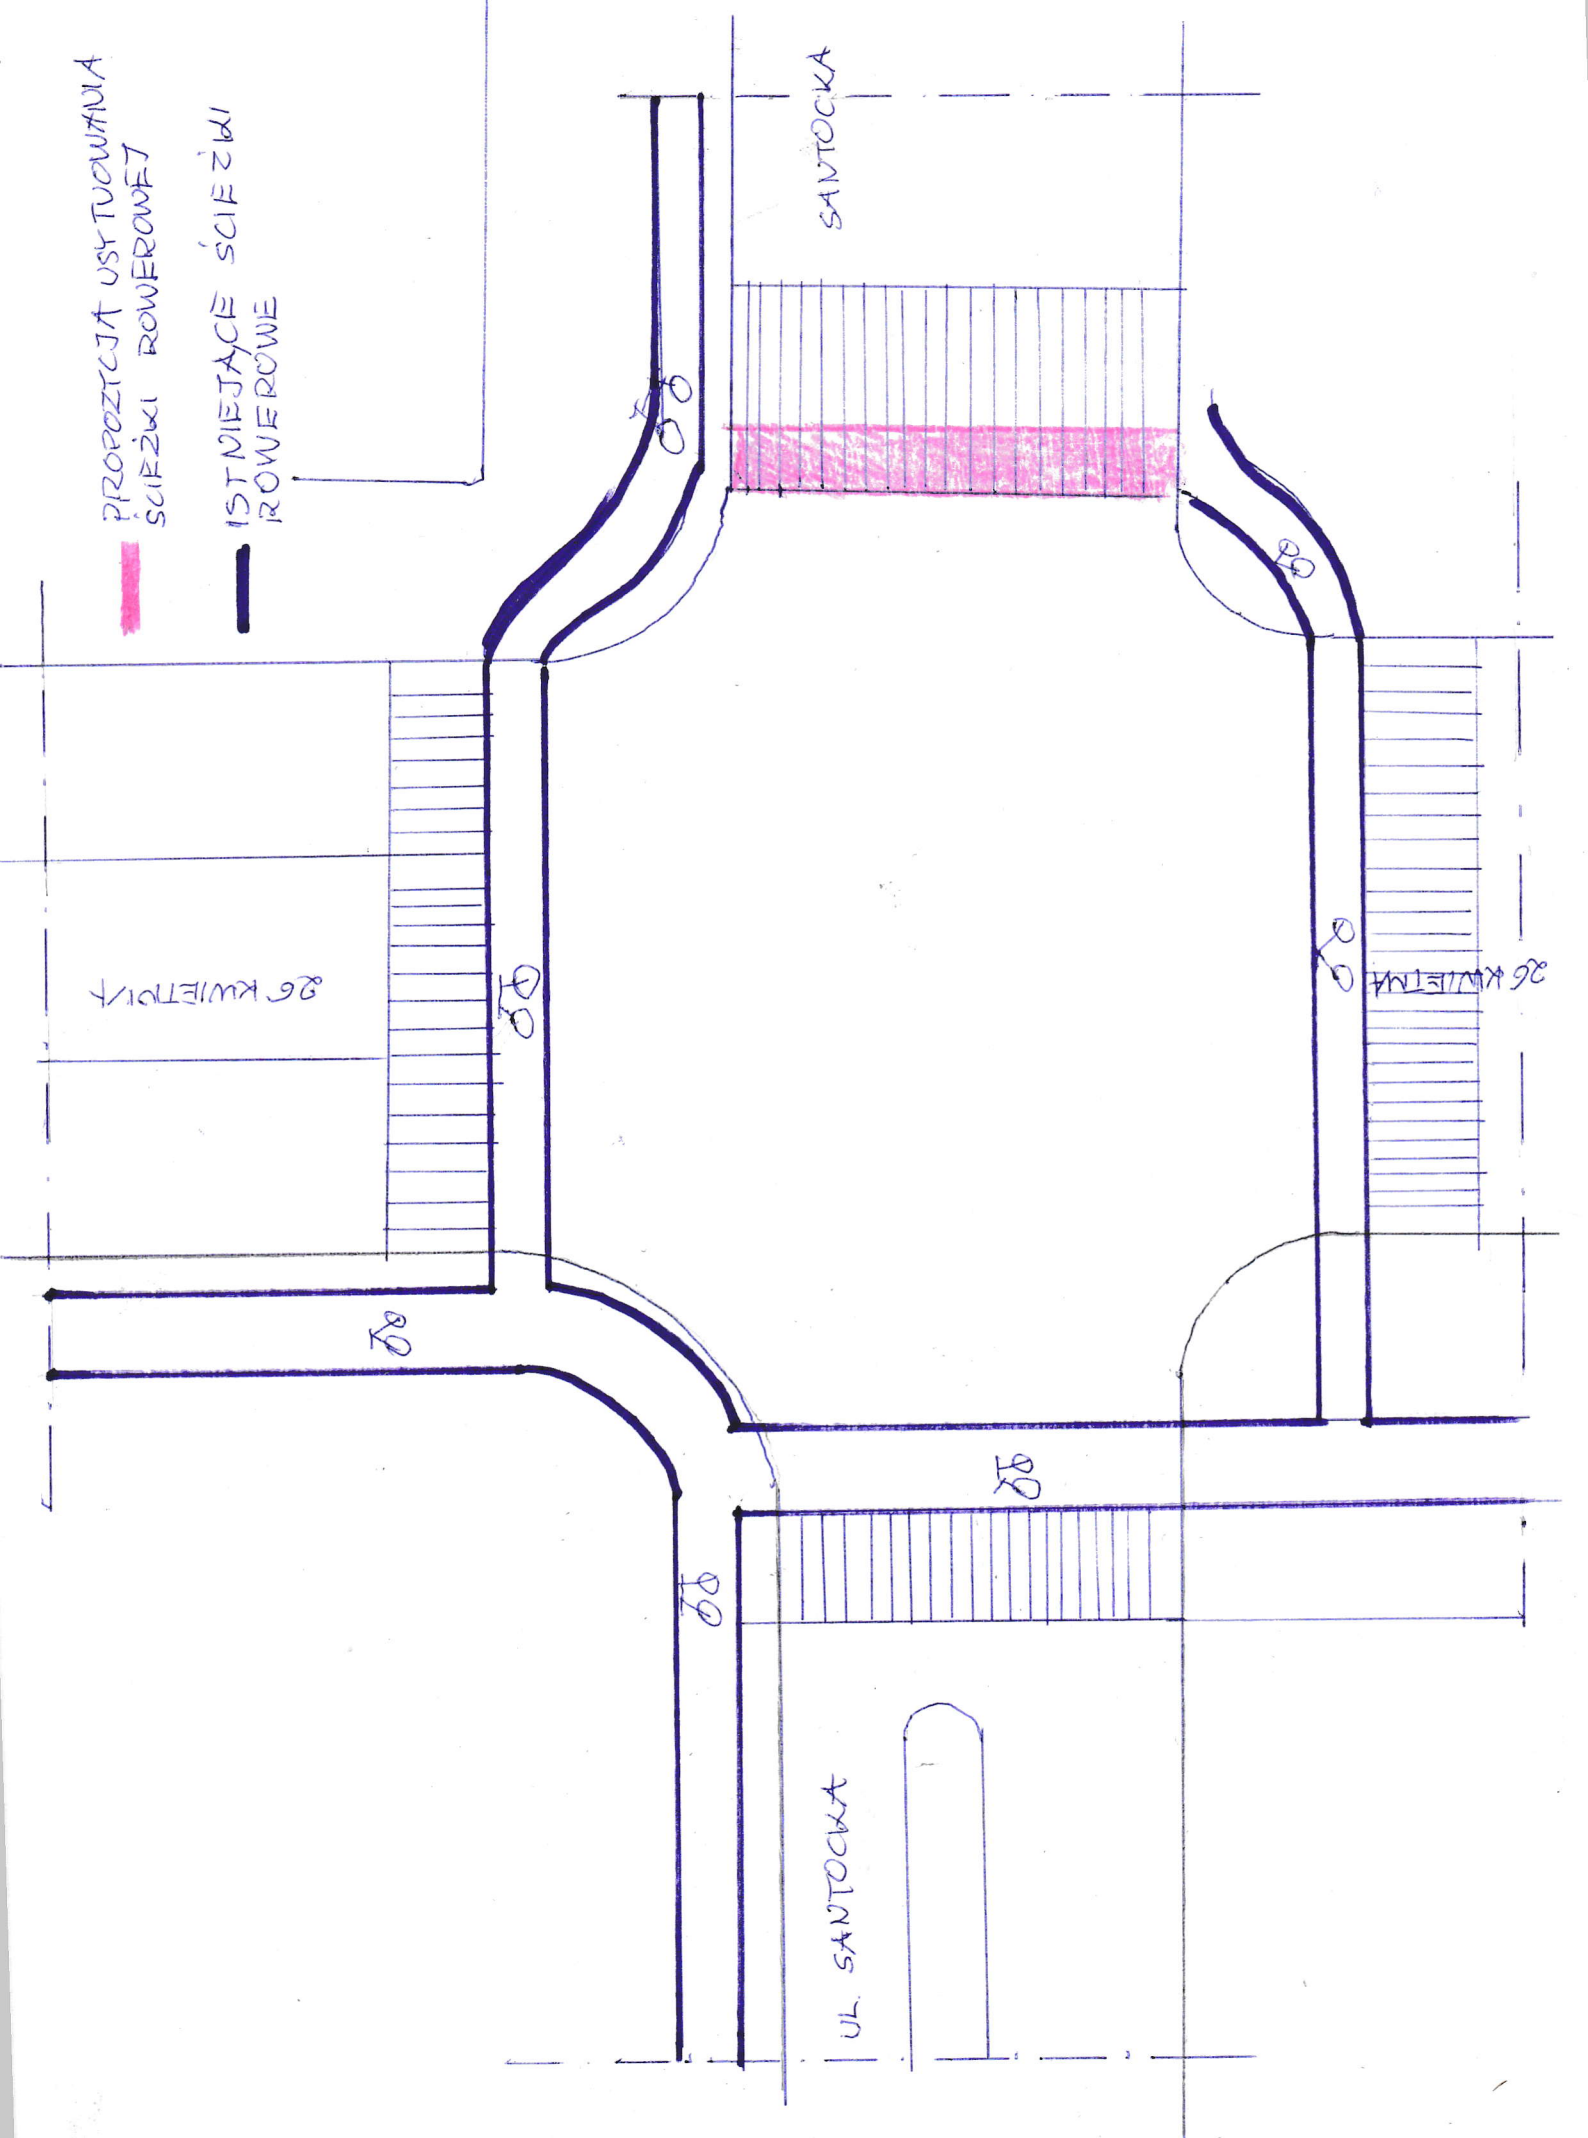 PROPOZYCJA USYTUOWANIA
ŚCIEŻKI ROWEROWEJ
ISTNIEJĄCE ŚCIEŻKI
ROWEROWE
SANTOCKA
26 KWIETNIA
26 KWIETNIA
UL. SANTOCKA